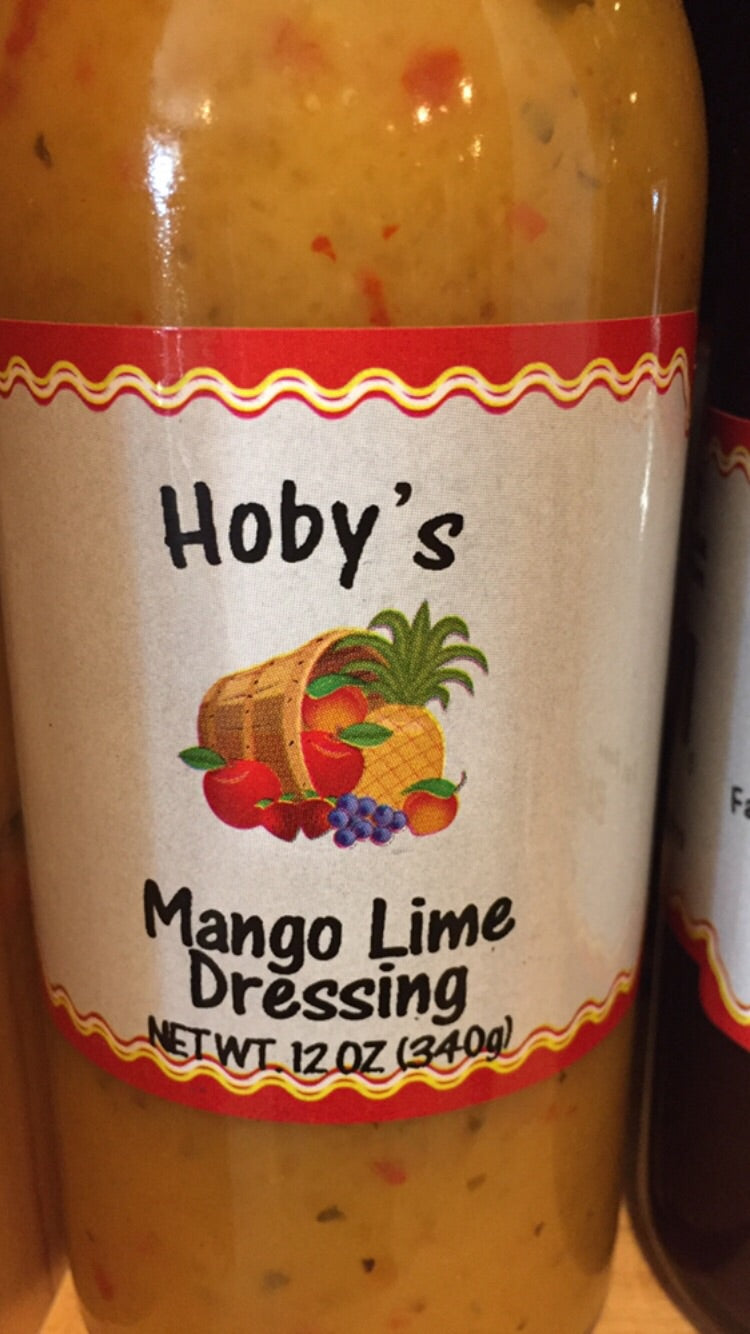 Hoby's
Mango Lime
Dressing
NET WT. 12 OZ (340g)